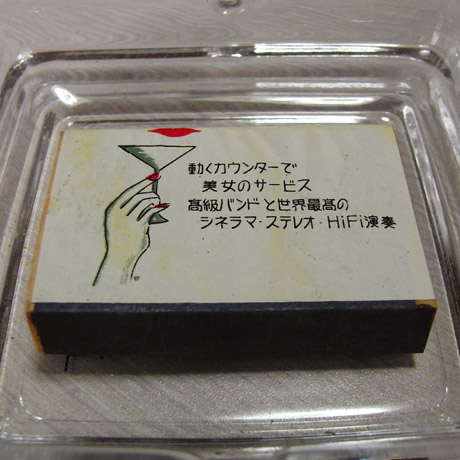 動くカウンターで
美女のサービス
高級バンドと世界最高の
シネラマ・ステレオ・HiFi演奏